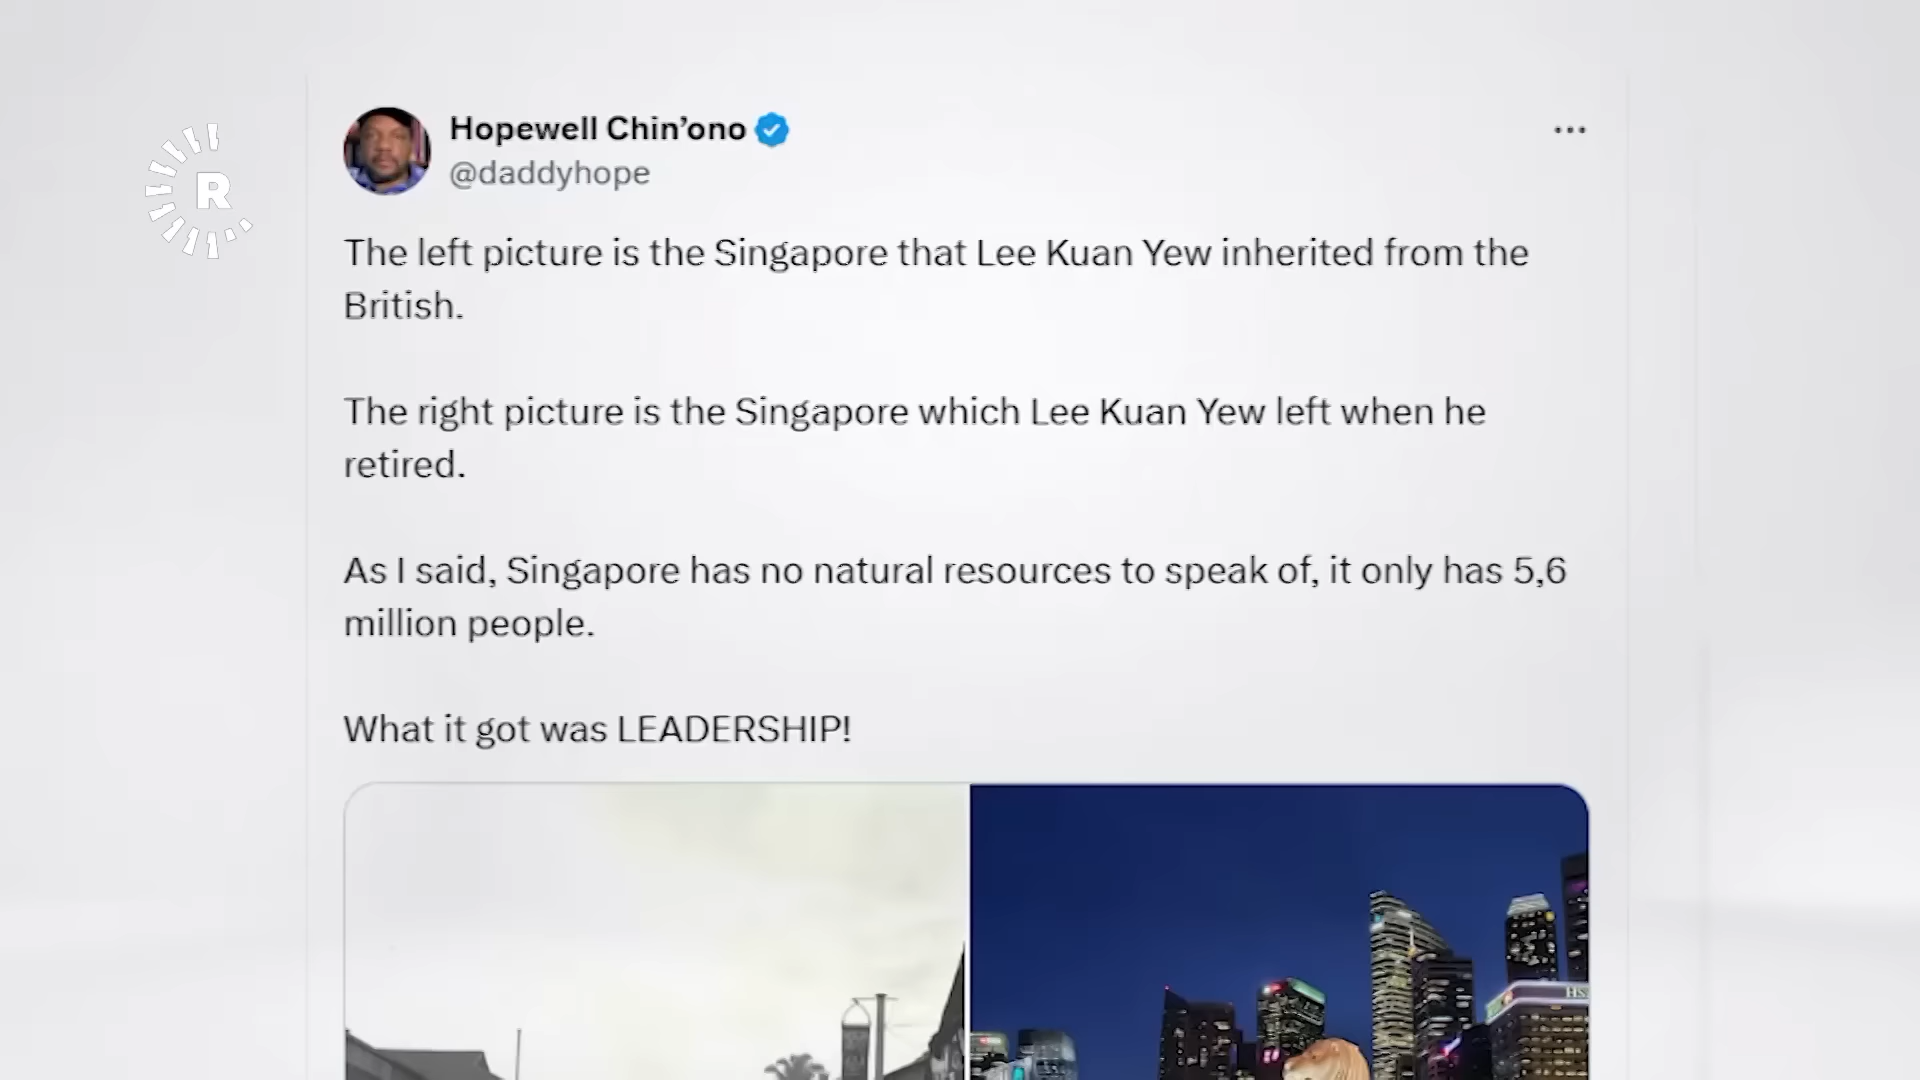 R
Hopewell Chin’ono
@daddyhope
The left picture is the Singapore that Lee Kuan Yew inherited from the
British.
The right picture is the Singapore which Lee Kuan Yew left when he
retired.
As I said, Singapore has no natural resources to speak of, it only has 5,6
million people.
What it got was LEADERSHIP!